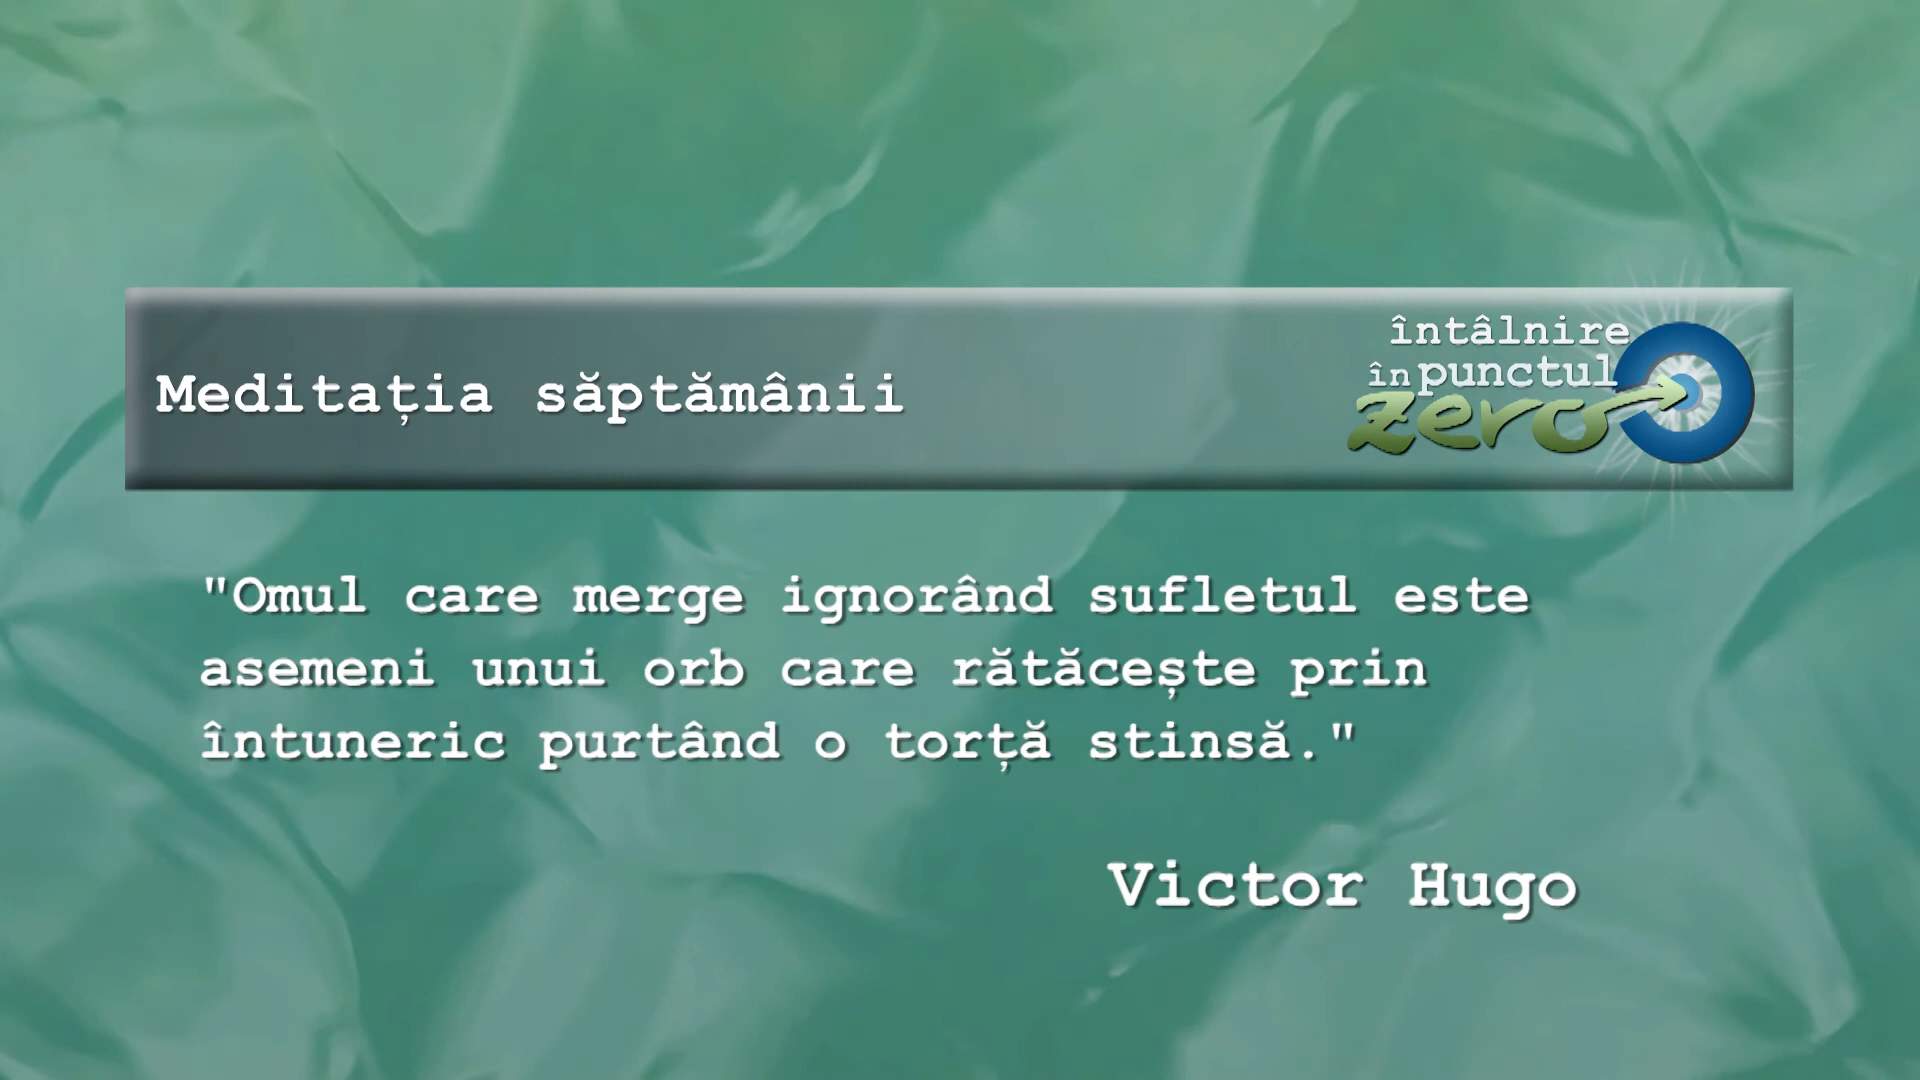 întâlnire
în punctul
zero
Meditația săptămânii
"Omul care merge ignorând sufletul este
asemeni unui orb care rătăcește prin
întuneric purtând o torță stinsă."
Victor Hugo